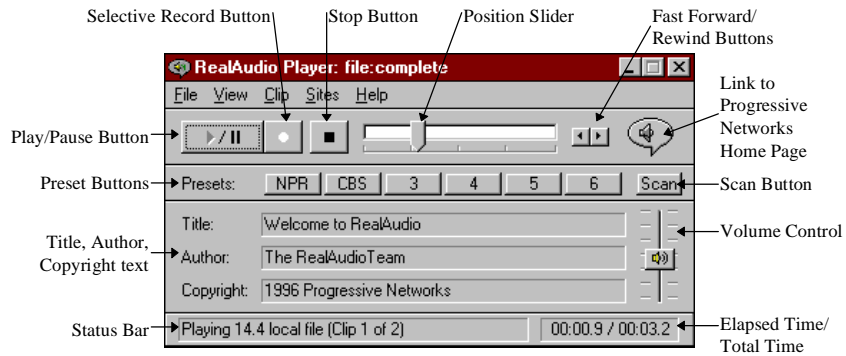 Selective Record Button
Stop Button
Position Slider
Fast Forward/
Rewind Buttons
RealAudio Player: file:complete
File View Clip Sites Help
Link to
Progressive
Networks
Home Page
Play/Pause Button
Preset Buttons
Presets: NPR CBS 3 4 5 6 Scan
Scan Button
Title: Welcome to RealAudio
Volume Control
Title, Author,
Copyright text
Author: The RealAudioTeam
Copyright: 1996 Progressive Networks
Status Bar
Playing 14.4 local file (Clip 1 of 2) 00:00.9 / 00:03.2
Elapsed Time/
Total Time